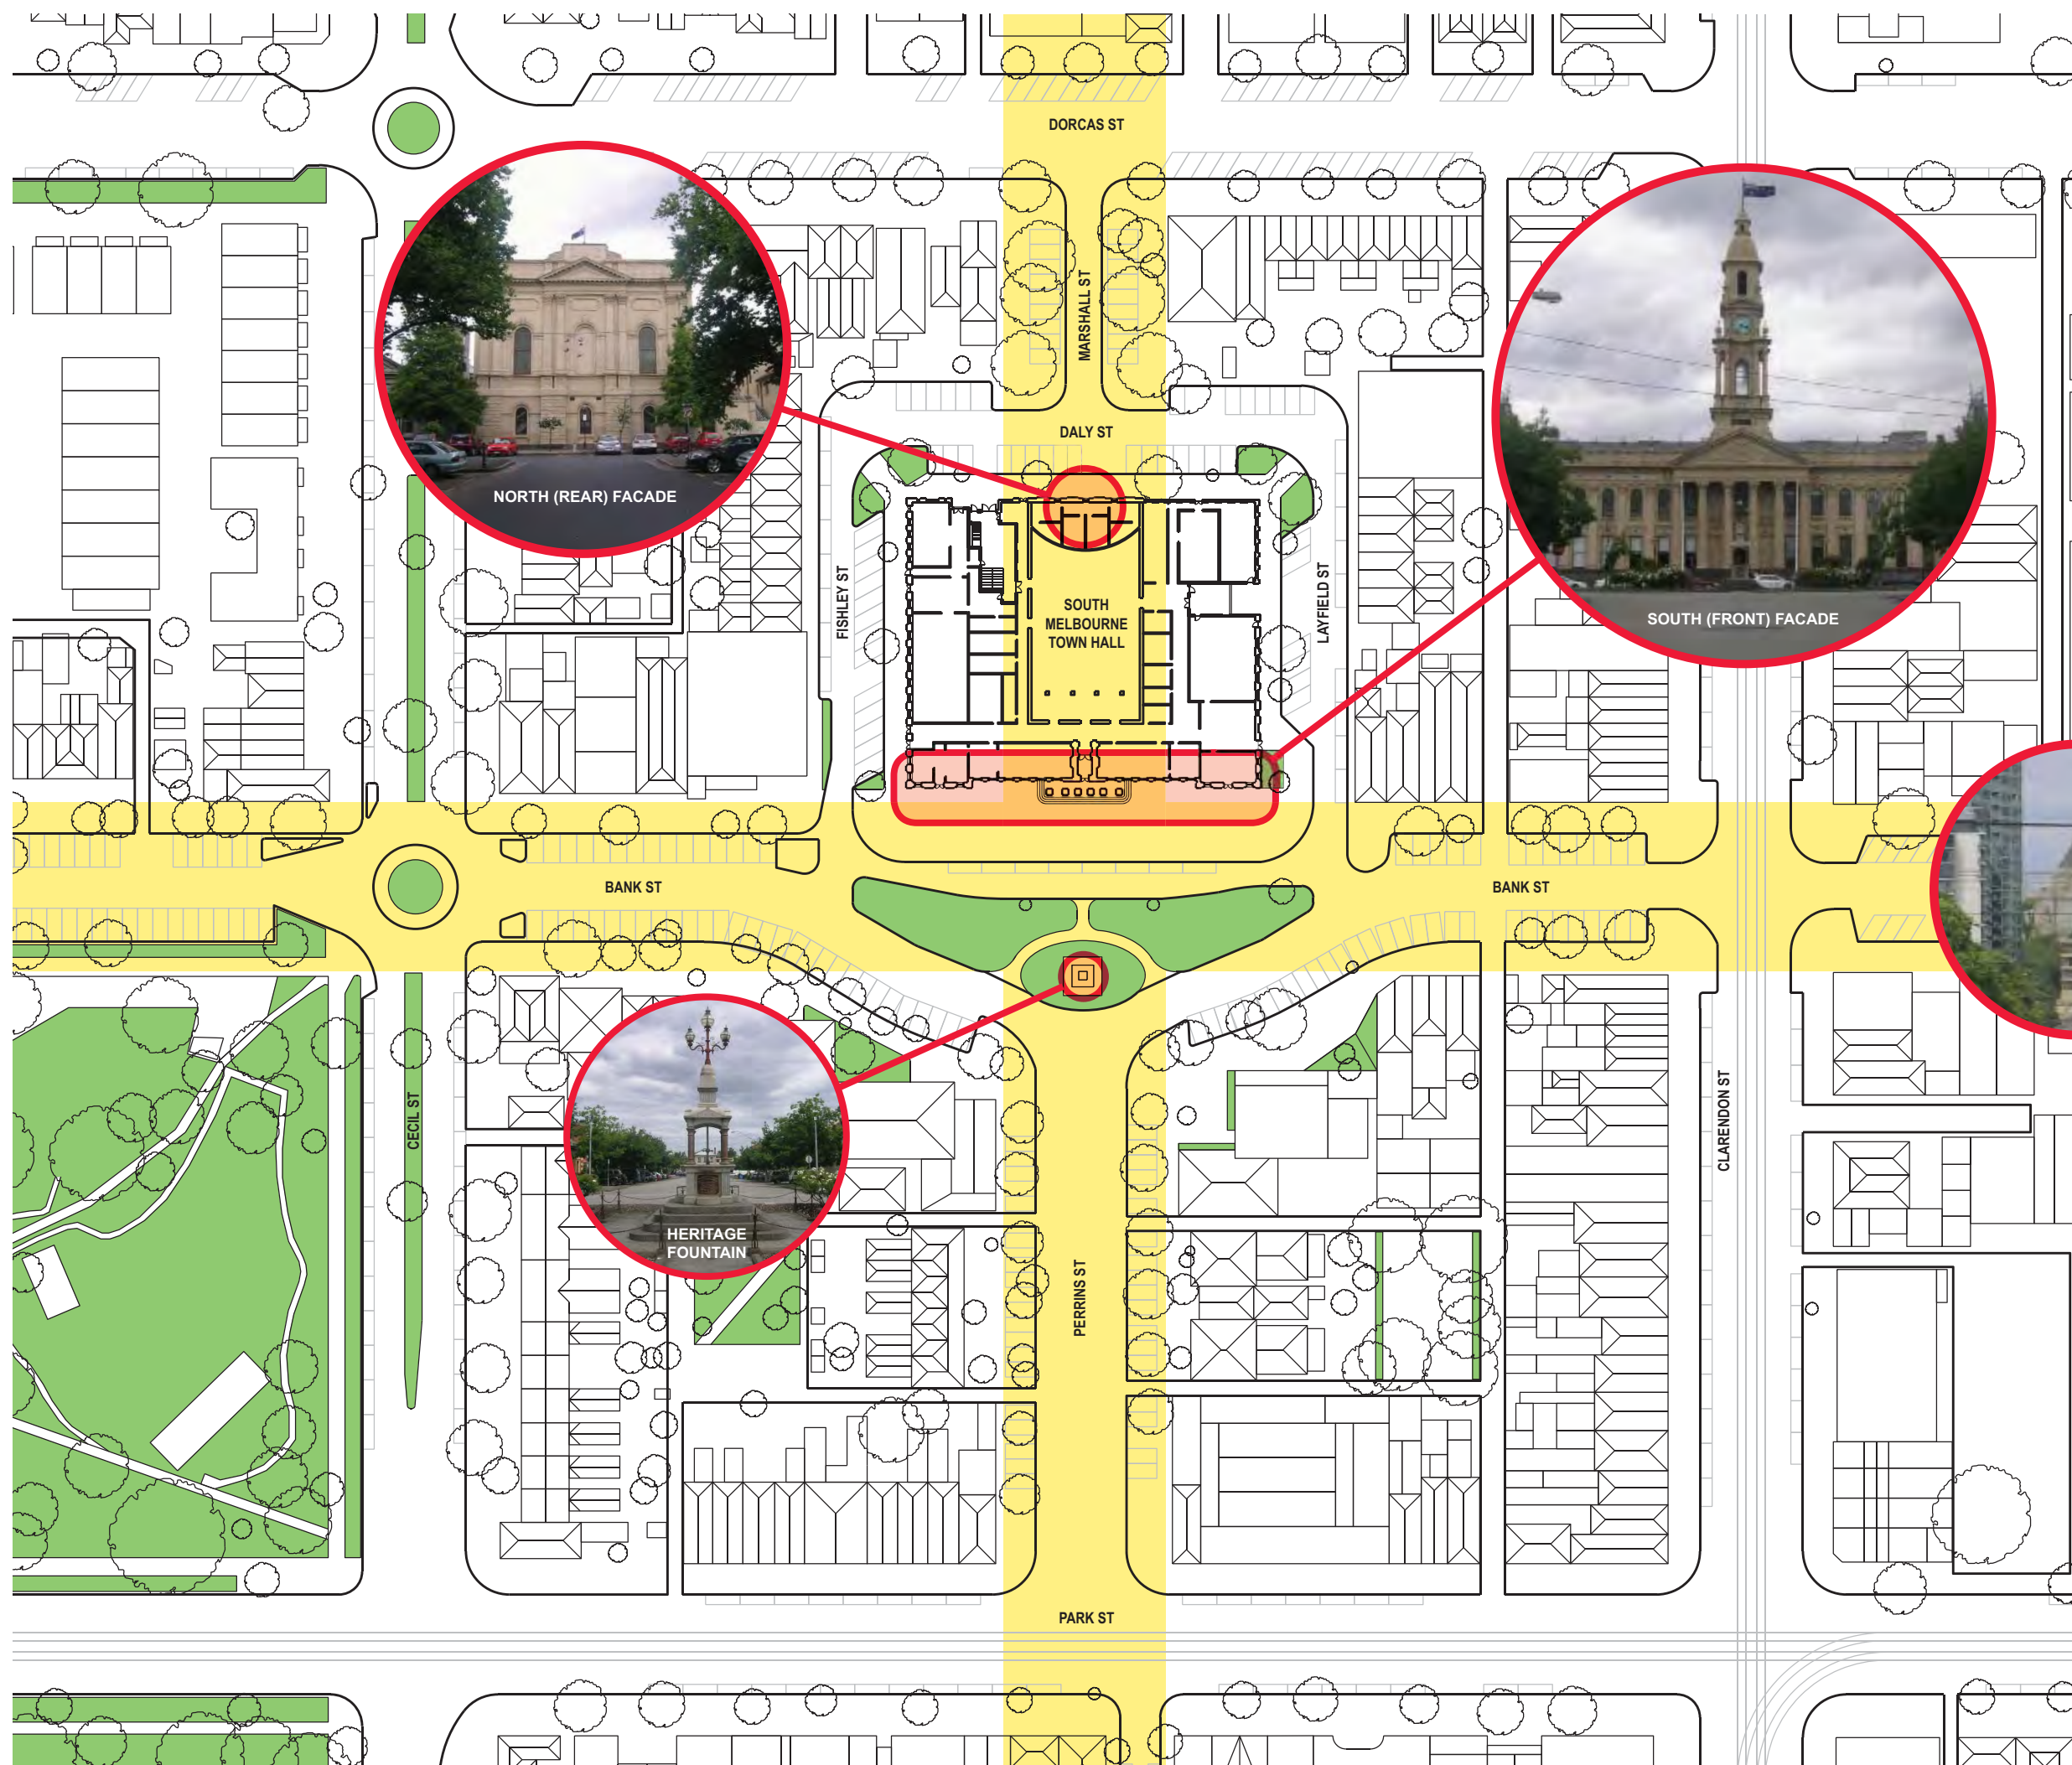 DORCAS ST
MARSHALL ST
DALY ST
NORTH (REAR) FACADE
FISHLEY ST
SOUTH
MELBOURNE
TOWN HALL
LAYFIELD ST
SOUTH (FRONT) FACADE
BANK ST
BANK ST
CECIL ST
HERITAGE
FOUNTAIN
PERRINS ST
CLARENDON ST
PARK ST